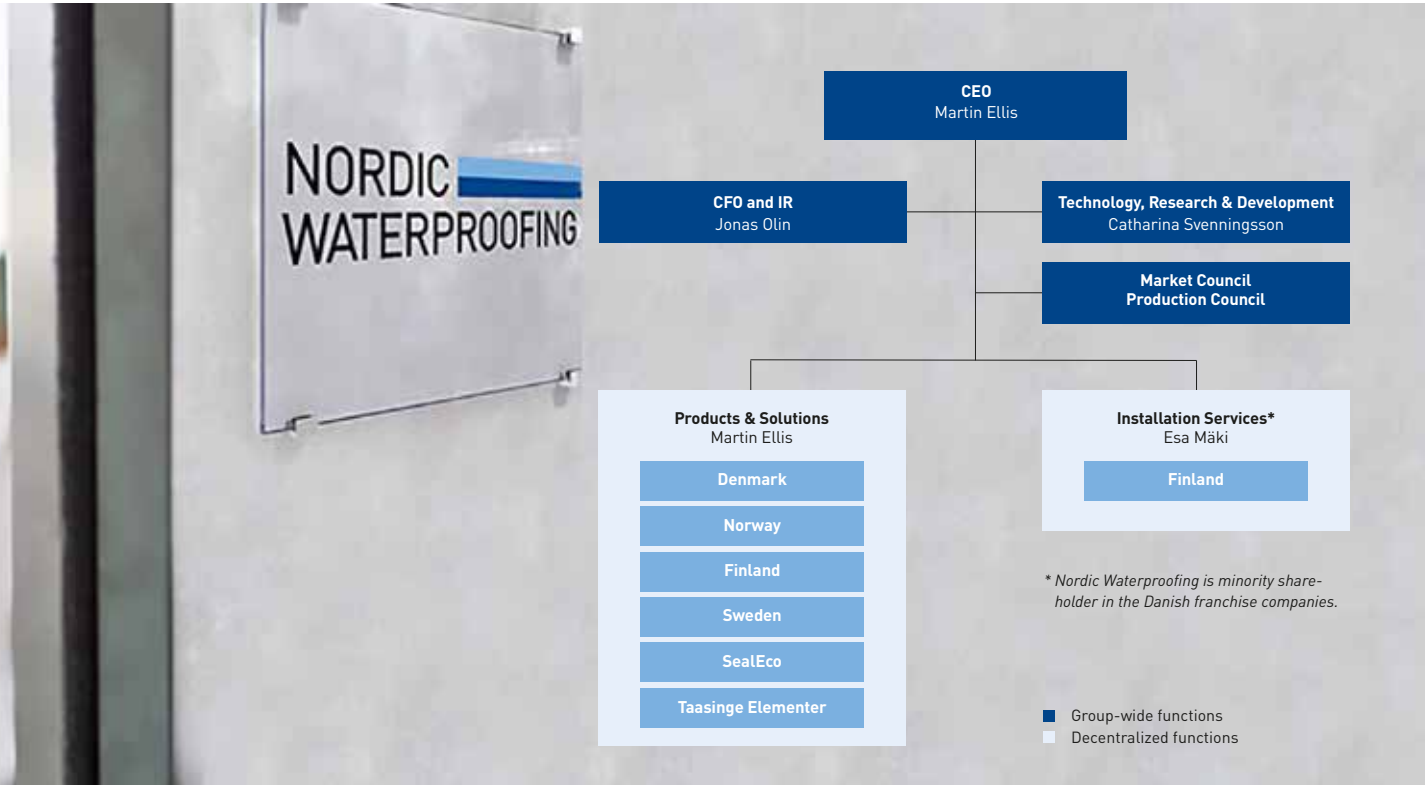 NORDIC
WATERPROOFING
CEO
Martin Ellis
CFO and IR
Jonas Olin
Technology, Research & Development
Catharina Svenningsson
Market Council
Production Council
Products & Solutions
Martin Ellis
Denmark
Norway
Finland
Sweden
SealEco
Taasinge Elementer
Installation Services*
Esa Mäki
Finland
* Nordic Waterproofing is minority share-
holder in the Danish franchise companies.
Group-wide functions
Decentralized functions